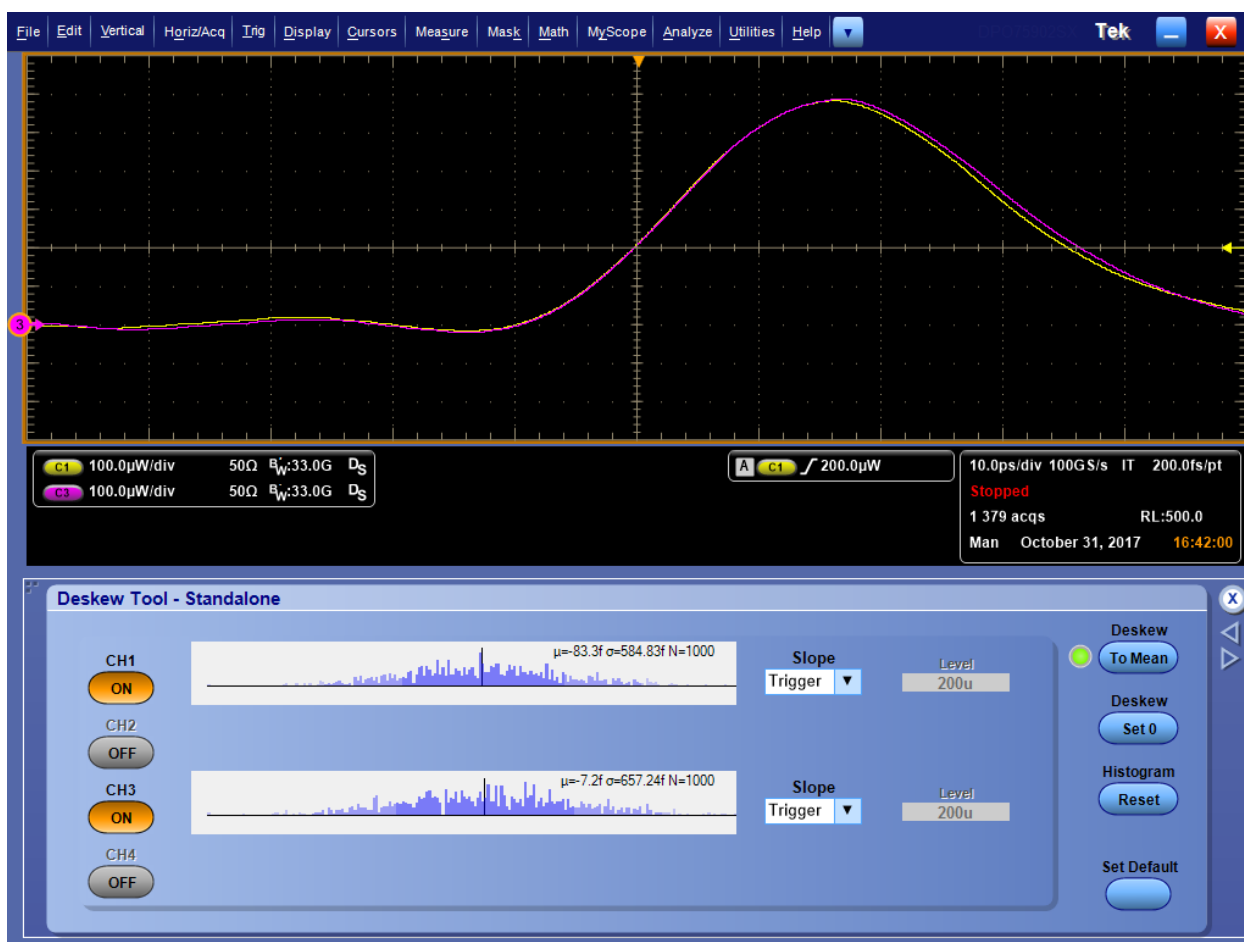 File Edit Vertical Horiz/Acq Trig Display Cursors Measure Mask Math MyScope Analyze Utilities Help Tek X
3
C1 100.0µW/div 50Ω BW:33.0G DS
C3 100.0µW/div 50Ω BW:33.0G DS
A C1 200.0µW
10.0ps/div 100GS/s IT 200.0fs/pt
Stopped
1 379 acqs RL:500.0
Man October 31, 2017 16:42:00
Deskew Tool - Standalone
X
CH1
ON
µ=-83.3f σ=584.83f N=1000
Slope
Trigger
Level
200u
Deskew
To Mean
CH2
OFF
Deskew
Set 0
CH3
ON
µ=-7.2f σ=657.24f N=1000
Slope
Trigger
Level
200u
Histogram
Reset
CH4
OFF
Set Default